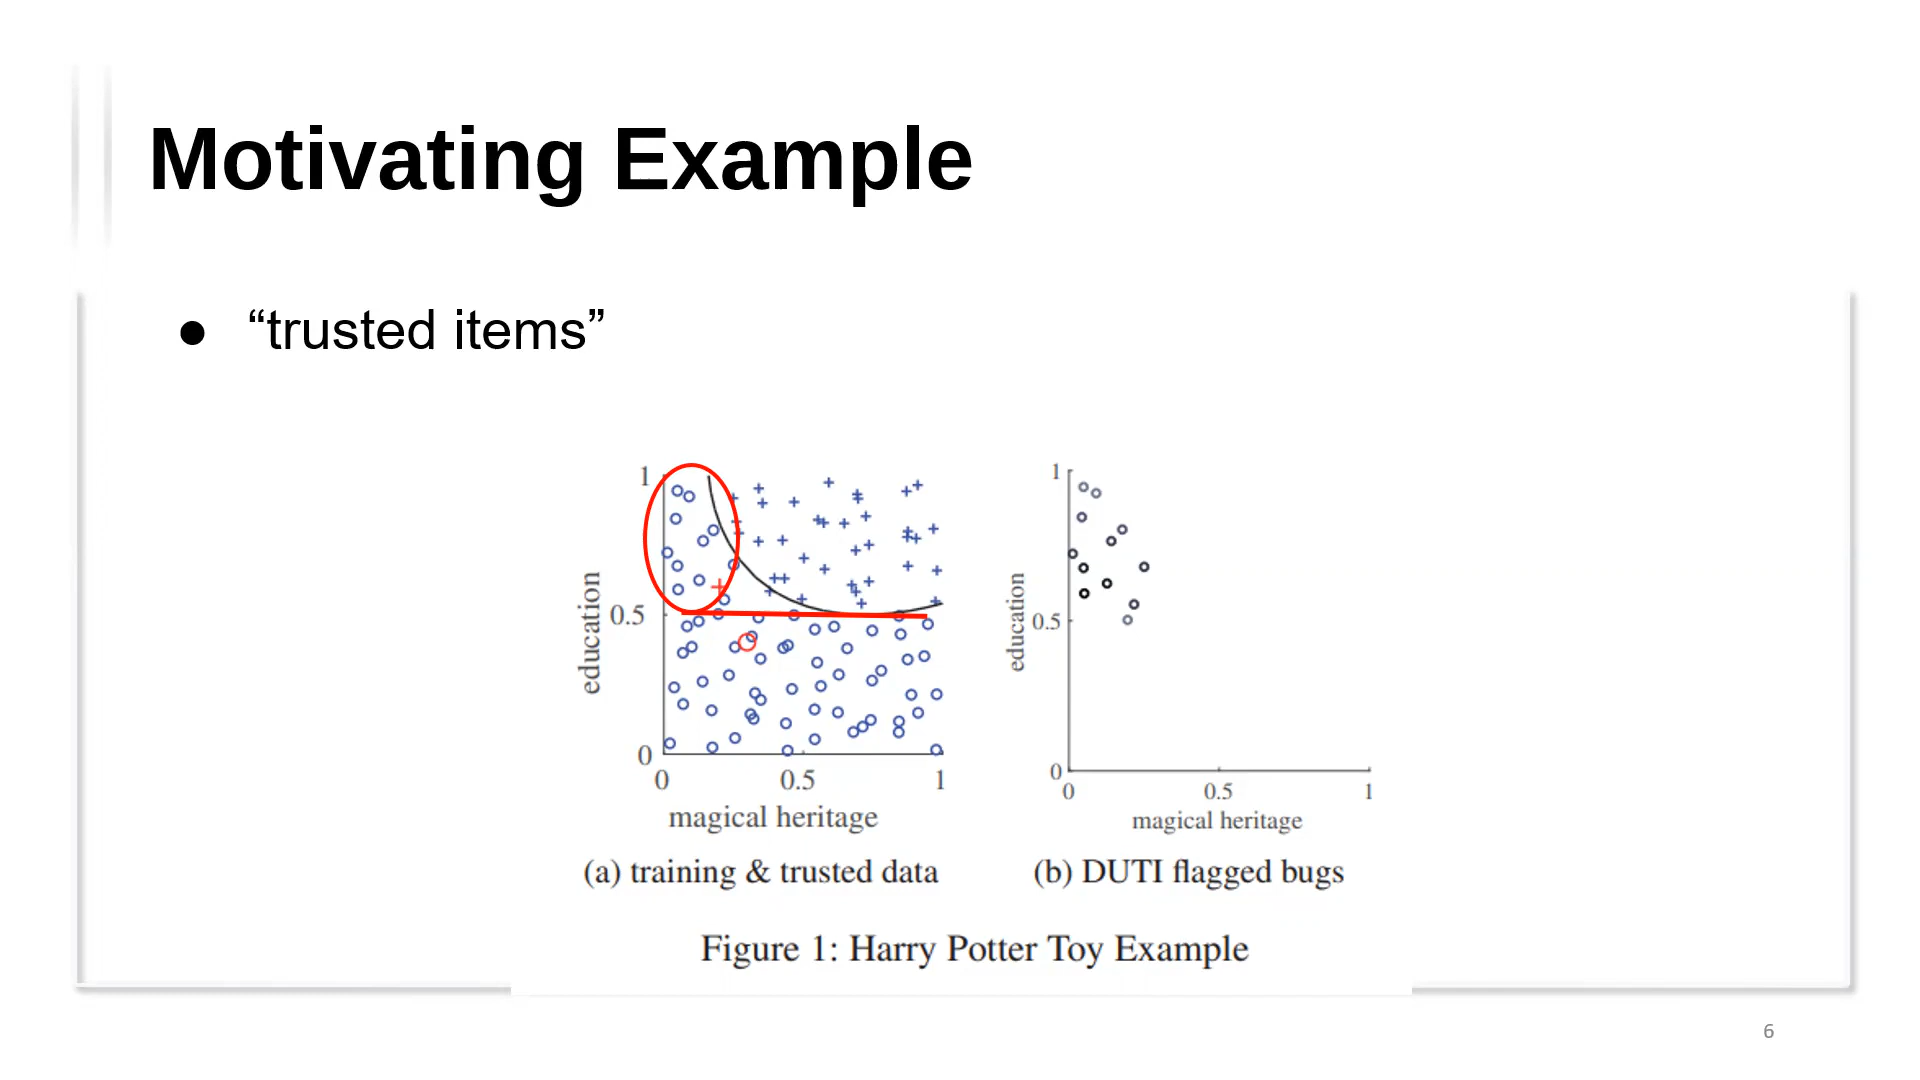 Motivating Example
● “trusted items”
1
0.5
0
education
0 0.5 1
magical heritage
(a) training & trusted data
1
0.5
0
education
0 0.5 1
magical heritage
(b) DUTI flagged bugs
Figure 1: Harry Potter Toy Example
6